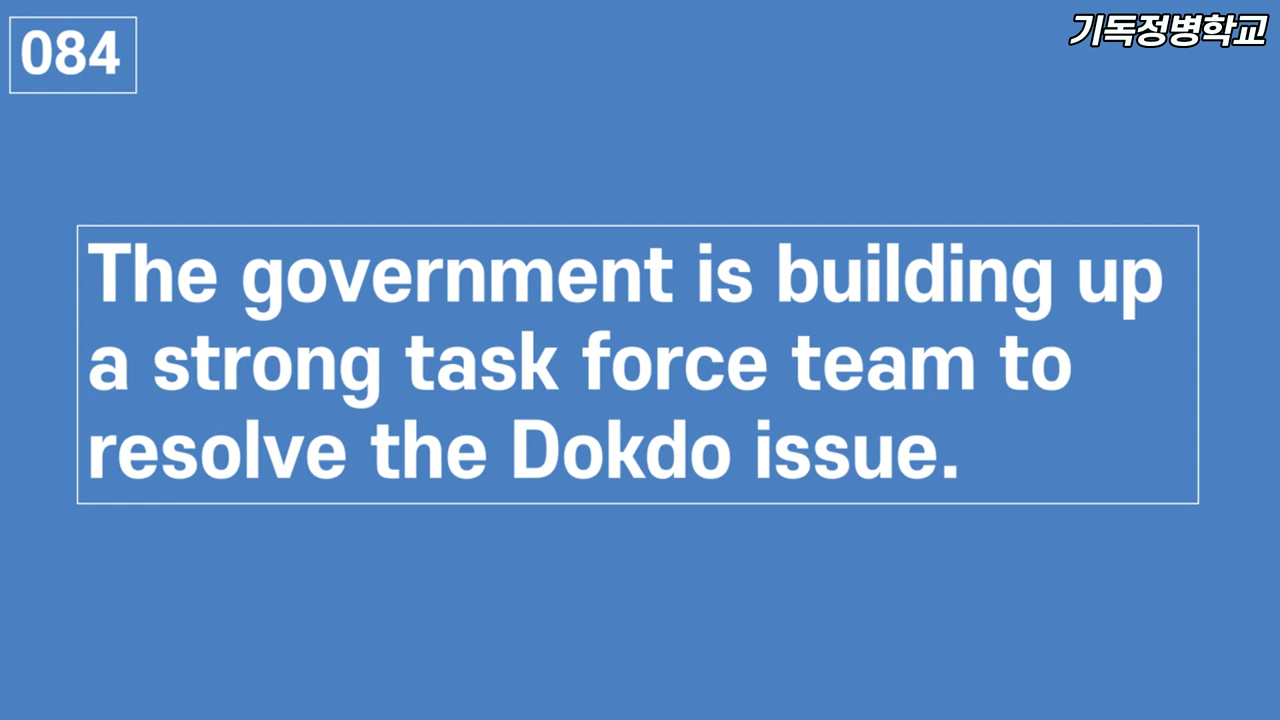 084
기독정병학교
The government is building up
a strong task force team to
resolve the Dokdo issue.